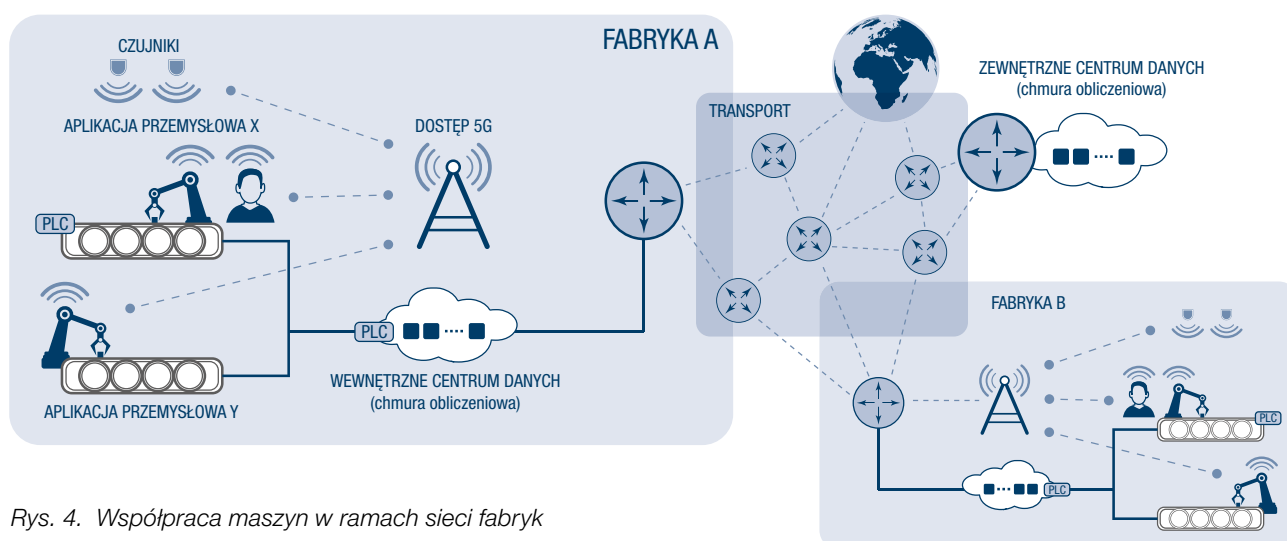 FABRYKA A
CZUJNIKI
APLIKACJA PRZEMYSŁOWA X
DOSTĘP 5G
PLC
PLC
WEWNĘTRZNE CENTRUM DANYCH
(chmura obliczeniowa)
APLIKACJA PRZEMYSŁOWA Y
TRANSPORT
ZEWNĘTRZNE CENTRUM DANYCH
(chmura obliczeniowa)
FABRYKA B
PLC
PLC
Rys. 4. Współpraca maszyn w ramach sieci fabryk